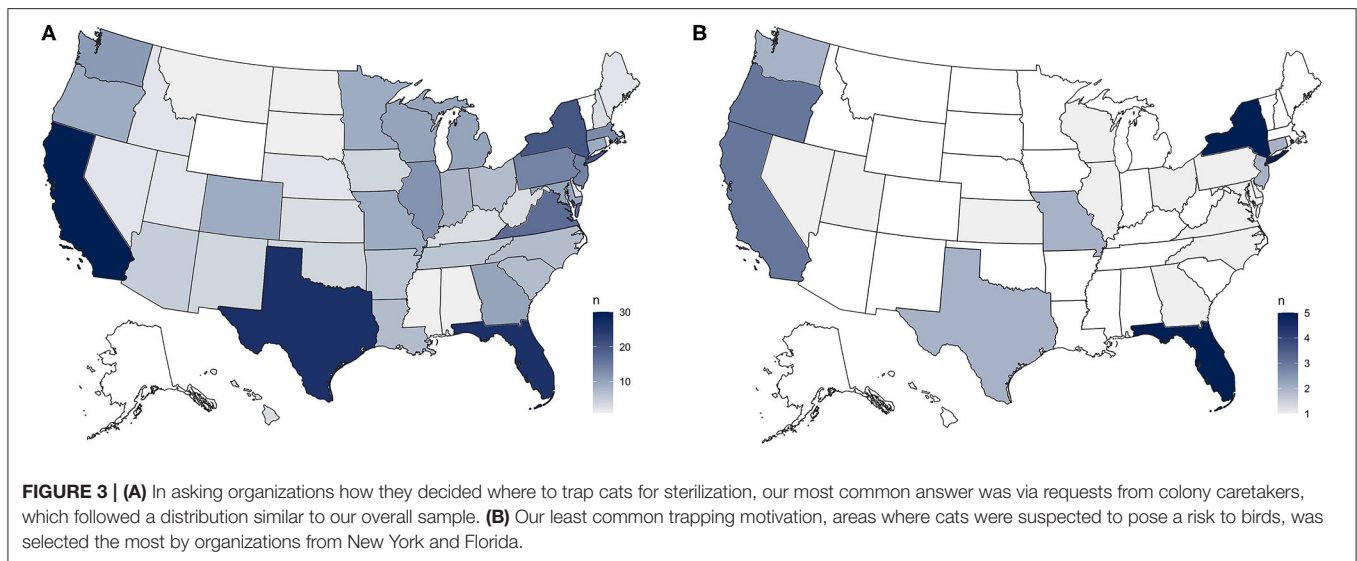 A
B
n
30
20
10
n
5
4
3
2
1
FIGURE 3 | (A) In asking organizations how they decided where to trap cats for sterilization, our most common answer was via requests from colony caretakers,
which followed a distribution similar to our overall sample. (B) Our least common trapping motivation, areas where cats were suspected to pose a risk to birds, was
selected the most by organizations from New York and Florida.